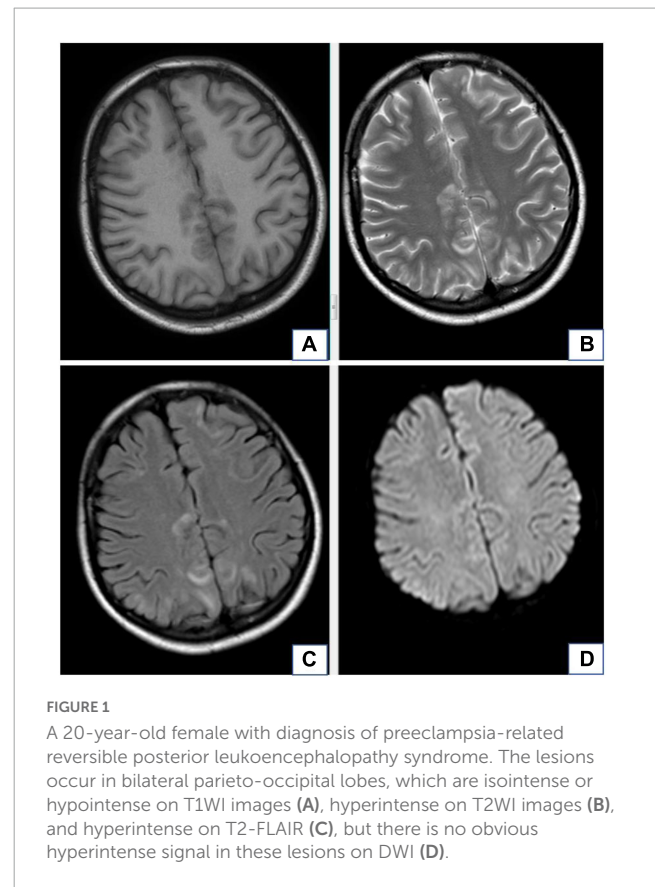 A
B
C
D
FIGURE 1
A 20-year-old female with diagnosis of preeclampsia-related
reversible posterior leukoencephalopathy syndrome. The lesions
occur in bilateral parieto-occipital lobes, which are isointense or
hypointense on T1WI images (A), hyperintense on T2WI images (B),
and hyperintense on T2-FLAIR (C), but there is no obvious
hyperintense signal in these lesions on DWI (D).